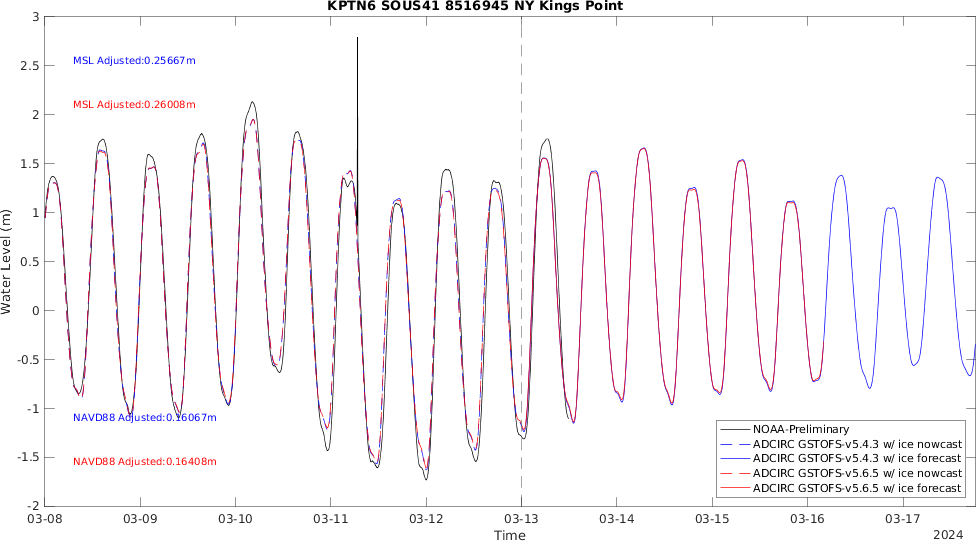 KPTN6 SOUS41 8516945 NY Kings Point
3
2.5
2
1.5
1
0.5
0
-0.5
-1
-1.5
-2
Water Level (m)
MSL Adjusted:0.25667m
MSL Adjusted:0.26008m
NAVD88 Adjusted:0.16067m
NAVD88 Adjusted:0.16408m
NOAA-Preliminary
ADCIRC GSTOFS-v5.4.3 w/ ice nowcast
ADCIRC GSTOFS-v5.4.3 w/ ice forecast
ADCIRC GSTOFS-v5.6.5 w/ ice nowcast
ADCIRC GSTOFS-v5.6.5 w/ ice forecast
03-08 03-09 03-10 03-11 03-12 03-13 03-14 03-15 03-16 03-17
Time
2024